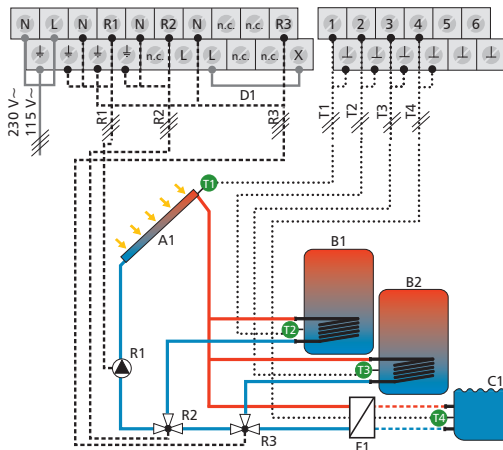 N L N R1 N R2 N n.c. n.c. R3
n.c. L L n.c. n.c. X
1 2 3 4 5 6
D1
230 V~
115 V~
R1
R2
R3
T1
T2
T3
T4
T1
A1
B1
B2
T2
T3
C1
R1
R2
R3
T4
F1